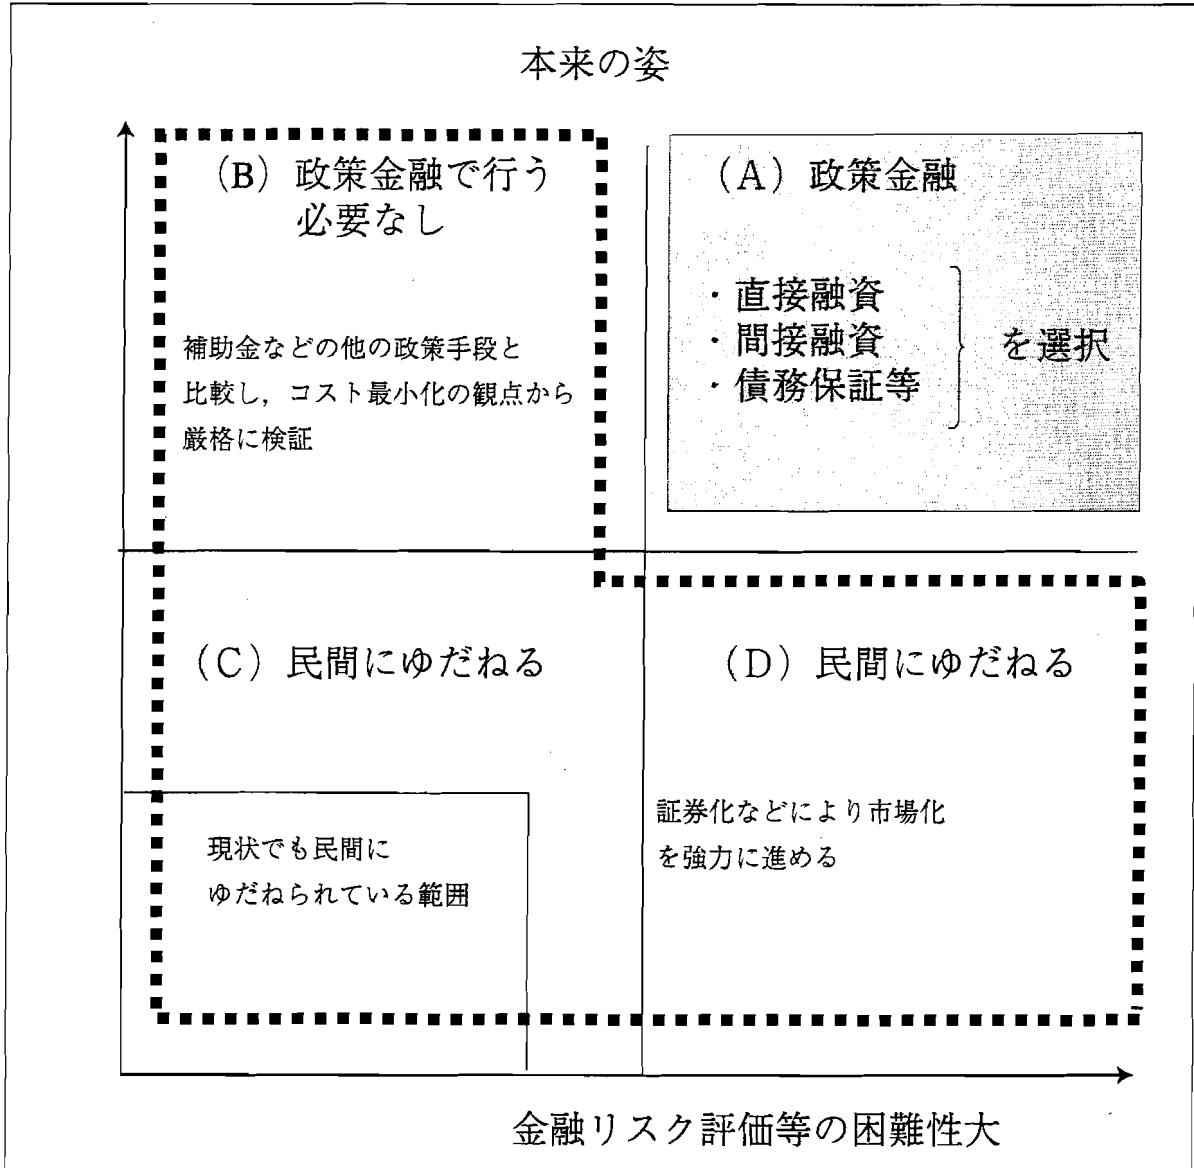 本来の姿
（B）政策金融で行う
必要なし
補助金などの他の政策手段と
比較し，コスト最小化の観点から
厳格に検証
（A）政策金融
・直接融資
・間接融資
・債務保証等
を選択
（C）民間にゆだねる
現状でも民間に
ゆだねられている範囲
（D）民間にゆだねる
証券化などにより市場化
を強力に進める
金融リスク評価等の困難性大